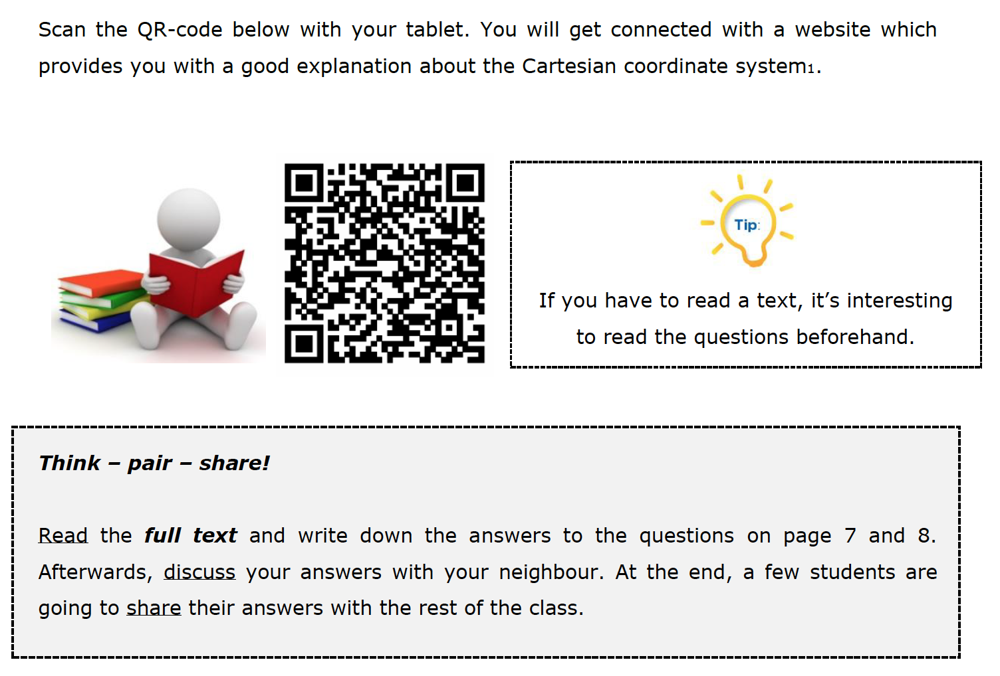 Scan the QR-code below with your tablet. You will get connected with a website which
provides you with a good explanation about the Cartesian coordinate system1.
Tip:
If you have to read a text, it’s interesting
to read the questions beforehand.
Think – pair – share!
Read the full text and write down the answers to the questions on page 7 and 8.
Afterwards, discuss your answers with your neighbour. At the end, a few students are
going to share their answers with the rest of the class.